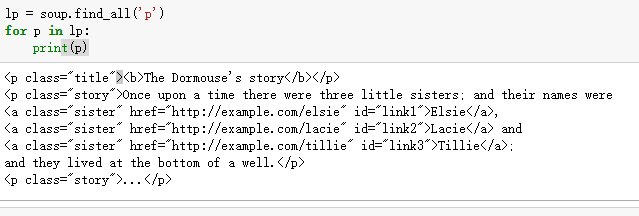 lp = soup.find_all('p')
for p in lp:
    print(p)
<p class="title"><b>The Dormouse's story</b></p>
<p class="story">Once upon a time there were three little sisters; and their names were
<a class="sister" href="http://example.com/elsie" id="link1">Elsie</a>,
<a class="sister" href="http://example.com/lacie" id="link2">Lacie</a> and
<a class="sister" href="http://example.com/tillie" id="link3">Tillie</a>;
and they lived at the bottom of a well.</p>
<p class="story">...</p>